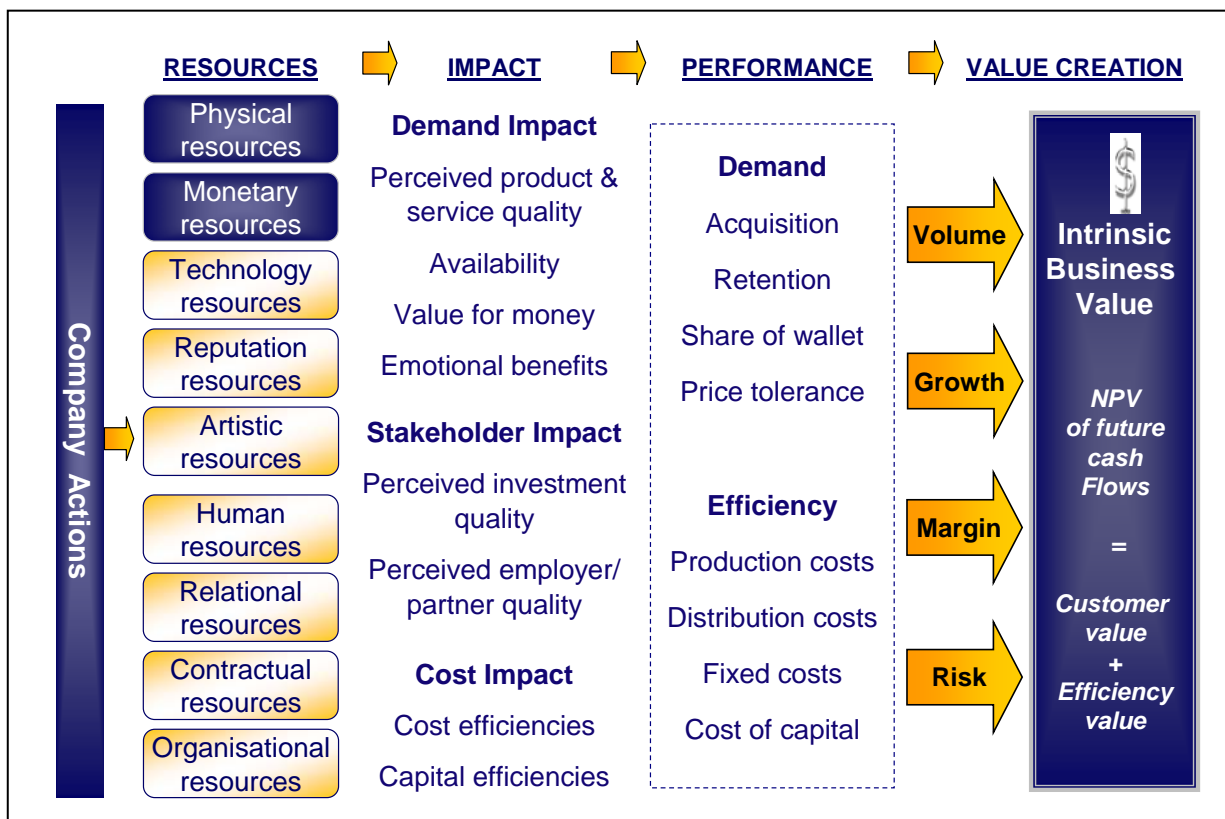 RESOURCES
IMPACT
PERFORMANCE
VALUE CREATION
Company Actions
Physical
resources
Monetary
resources
Technology
resources
Reputation
resources
Artistic
resources
Human
resources
Relational
resources
Contractual
resources
Organisational
resources
Demand Impact
Perceived product &
service quality
Availability
Value for money
Emotional benefits
Stakeholder Impact
Perceived investment
quality
Perceived employer/
partner quality
Cost Impact
Cost efficiencies
Capital efficiencies
Demand
Acquisition
Retention
Share of wallet
Price tolerance
Efficiency
Production costs
Distribution costs
Fixed costs
Cost of capital
Volume
Growth
Margin
Risk
$
Intrinsic
Business
Value
NPV
of future
cash
Flows
=
Customer
value
+
Efficiency
value